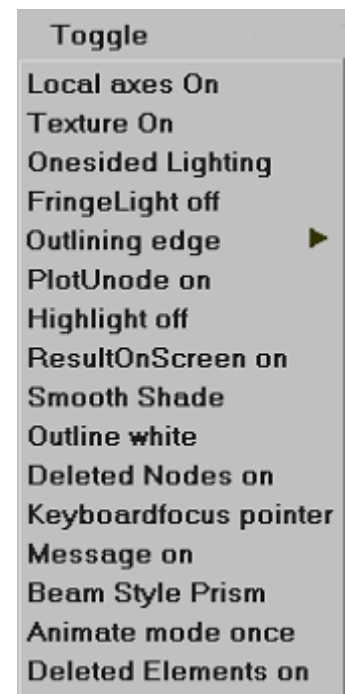 Toggle
Local axes On
Texture On
Onesided Lighting
FringeLight off
Outlining edge
PlotUnode on
Highlight off
ResultOnScreen on
Smooth Shade
Outline white
Deleted Nodes on
Keyboardfocus pointer
Message on
Beam Style Prism
Animate mode once
Deleted Elements on